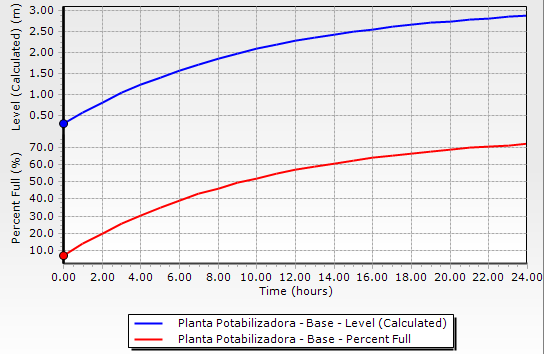 Level (Calculated) (m)
3.00
2.50
2.00
1.50
1.00
0.50
Percent Full (%)
70.0
60.0
50.0
40.0
30.0
20.0
10.0
0.00 2.00 4.00 6.00 8.00 10.00 12.00 14.00 16.00 18.00 20.00 22.00 24.00
Time (hours)
Planta Potabilizadora - Base - Level (Calculated)
Planta Potabilizadora - Base - Percent Full